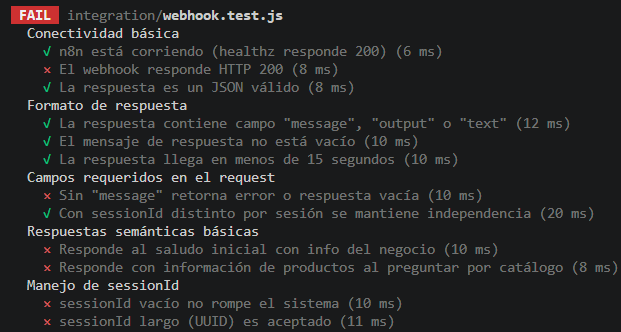 FAIL integration/webhook.test.js
Conectividad básica
√ n8n está corriendo (healthz responde 200) (6 ms)
× El webhook responde HTTP 200 (8 ms)
√ La respuesta es un JSON válido (8 ms)
Formato de respuesta
√ La respuesta contiene campo "message", "output" o "text" (12 ms)
√ El mensaje de respuesta no está vacío (10 ms)
√ La respuesta llega en menos de 15 segundos (10 ms)
Campos requeridos en el request
× Sin "message" retorna error o respuesta vacía (10 ms)
√ Con sessionId distinto por sesión se mantiene independencia (20 ms)
Respuestas semánticas básicas
× Responde al saludo inicial con info del negocio (10 ms)
× Responde con información de productos al preguntar por catálogo (8 ms)
Manejo de sessionId
× sessionId vacío no rompe el sistema (10 ms)
× sessionId largo (UUID) es aceptado (11 ms)